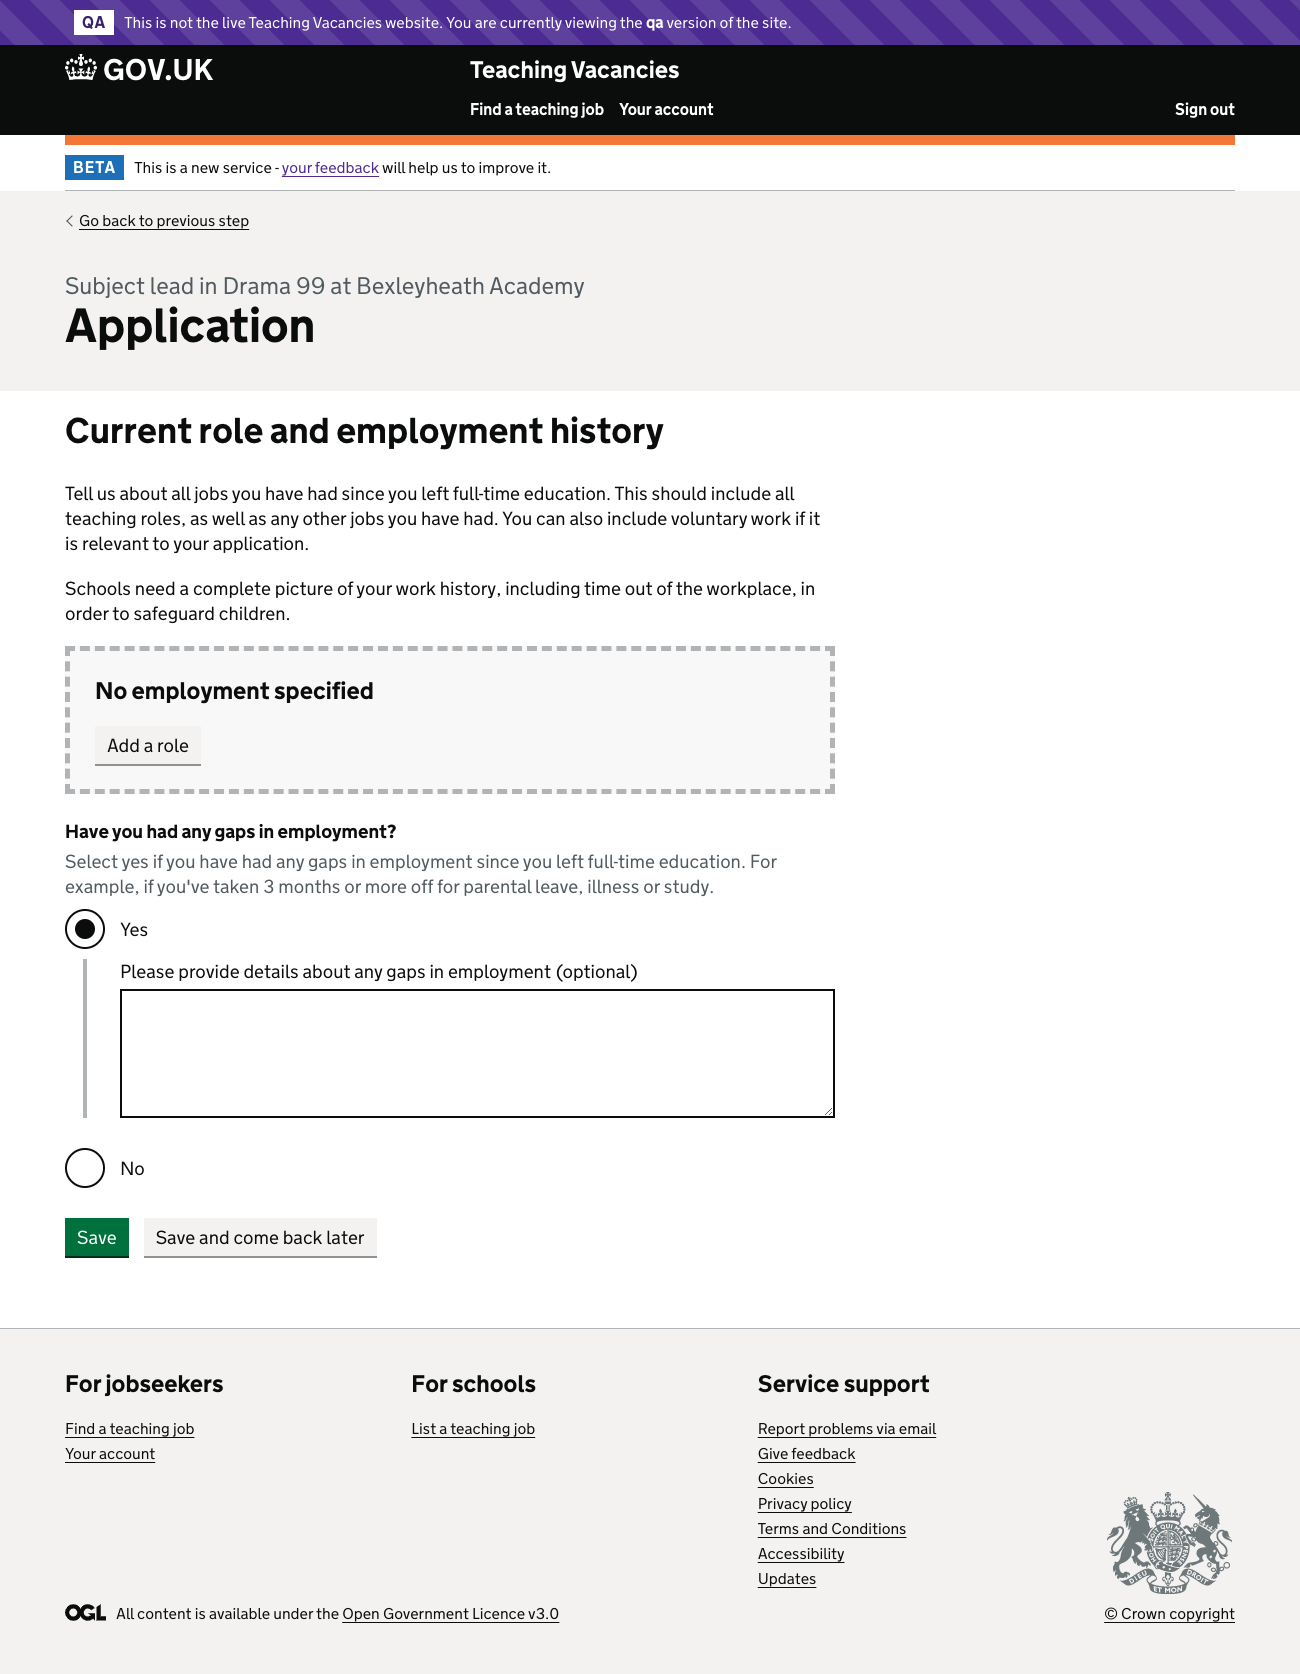 QA This is not the live Teaching Vacancies website. You are currently viewing the qa version of the site.
GOV.UK Teaching Vacancies
Find a teaching job Your account Sign out
BETA This is a new service - your feedback will help us to improve it.
Go back to previous step
Subject lead in Drama 99 at Bexleyheath Academy
Application
Current role and employment history
Tell us about all jobs you have had since you left full-time education. This should include all
teaching roles, as well as any other jobs you have had. You can also include voluntary work if it
is relevant to your application.
Schools need a complete picture of your work history, including time out of the workplace, in
order to safeguard children.
No employment specified
Add a role
Have you had any gaps in employment?
Select yes if you have had any gaps in employment since you left full-time education. For
example, if you've taken 3 months or more off for parental leave, illness or study.
Yes
Please provide details about any gaps in employment (optional)
No
Save Save and come back later
For jobseekers
Find a teaching job
Your account
For schools
List a teaching job
Service support
Report problems via email
Give feedback
Cookies
Privacy policy
Terms and Conditions
Accessibility
Updates
OGL All content is available under the Open Government Licence v3.0
DIEU ET MON DROIT
© Crown copyright